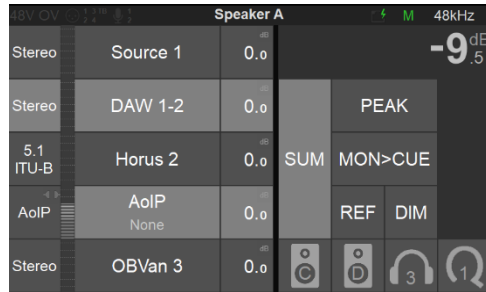 48V OV Speaker A M 48kHz
Stereo Source 1 dB 0.0 -9.5 dB
Stereo DAW 1-2 dB 0.0 PEAK
5.1 ITU-B Horus 2 dB 0.0 SUM MON>CUE
AoIP AoIP None dB 0.0 REF DIM
Stereo OBVan 3 dB 0.0 C D 3 1